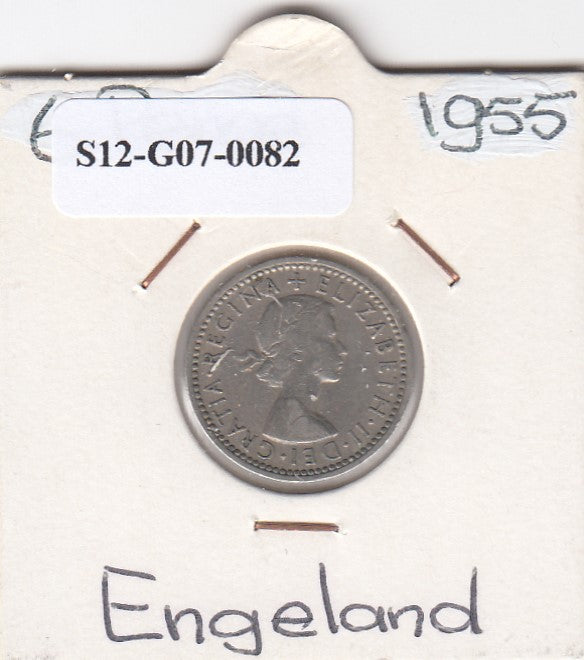 1955
S12-G07-0082
+ ELIZABETH·II·DEI·GRATIA·REGINA
Engeland